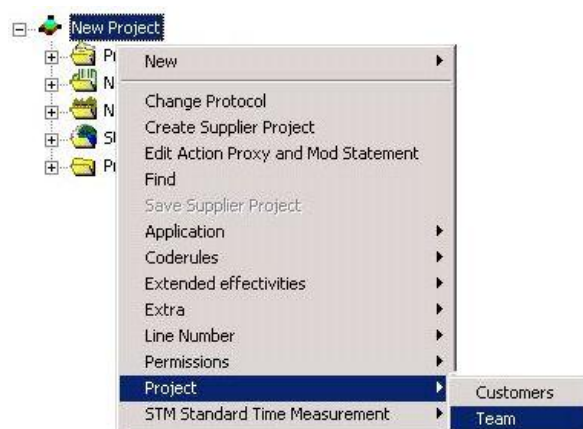 New Project
New
Change Protocol
Create Supplier Project
Edit Action Proxy and Mod Statement
Find
Save Supplier Project
Application
Coderules
Extended effectivities
Extra
Line Number
Permissions
Project
STM Standard Time Measurement
Customers
Team